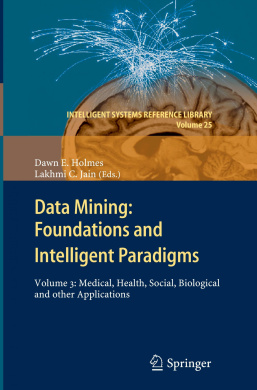 INTELLIGENT SYSTEMS REFERENCE LIBRARY
Volume 25
Dawn E. Holmes
Lakhmi C. Jain (Eds.)
Data Mining:
Foundations and
Intelligent Paradigms
Volume 3: Medical, Health, Social, Biological
and other Applications
Springer